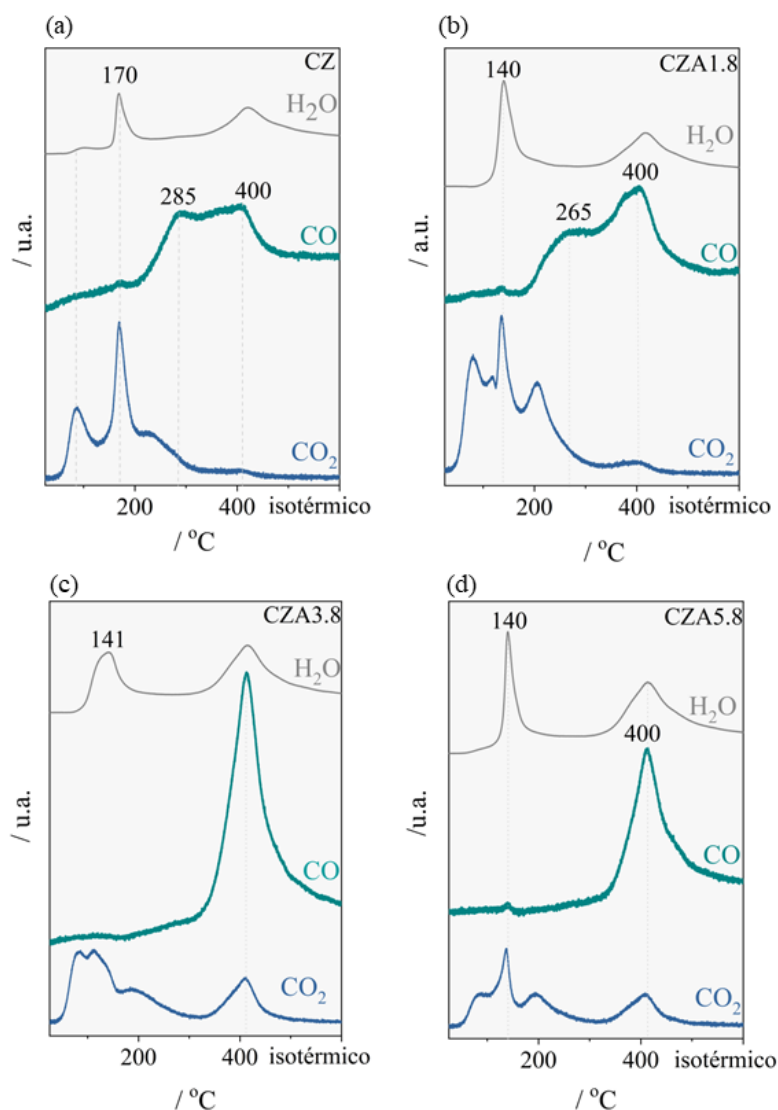 (a)
CZ
170
H₂O
285
400
CO
CO₂
/ u.a.
200
400
isotérmico
/ °C
(b)
CZA1.8
140
H₂O
400
265
CO
CO₂
/ a.u.
200
400
isotérmico
/ °C
(c)
CZA3.8
141
H₂O
CO
CO₂
/ u.a.
200
400
isotérmico
/ °C
(d)
CZA5.8
140
H₂O
400
CO
CO₂
/u.a.
200
400
isotérmico
/ °C